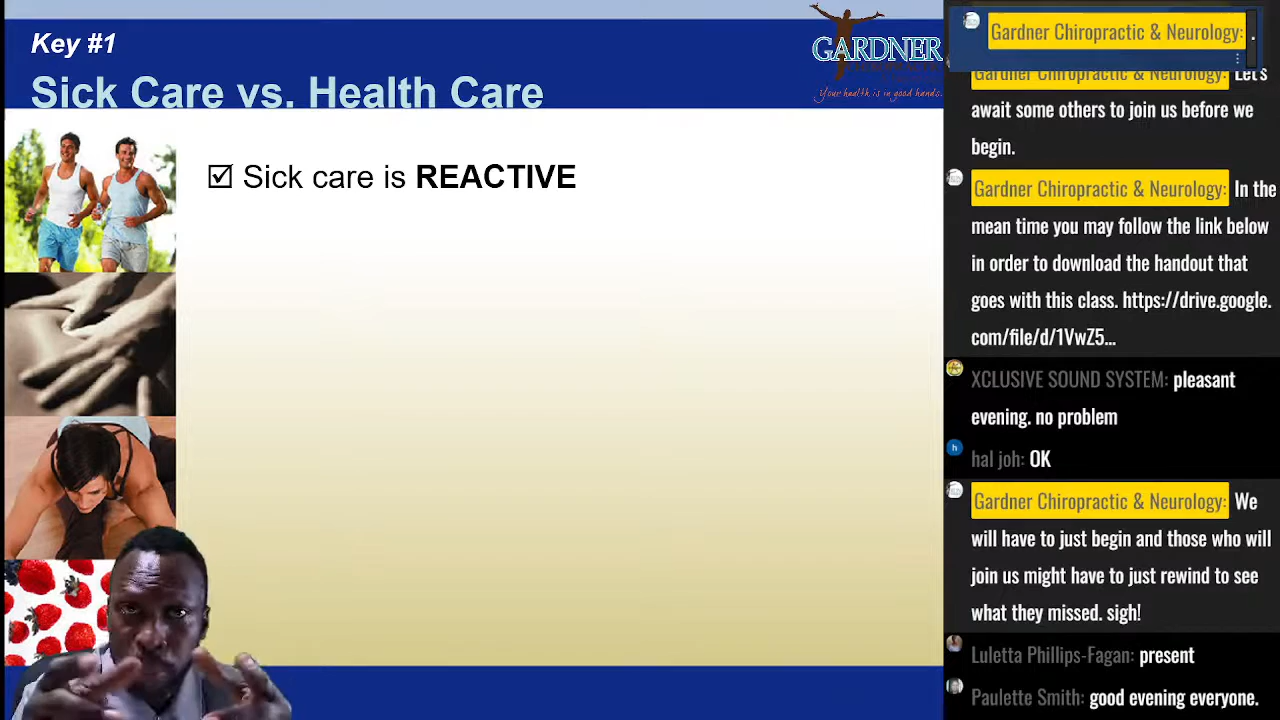 Key #1
Sick Care vs. Health Care
GARDNER
Your health is in good hands.
Sick care is REACTIVE
Gardner Chiropractic & Neurology: .
Gardner Chiropractic & Neurology: Let's
await some others to join us before we
begin.
Gardner Chiropractic & Neurology: In the
mean time you may follow the link below
in order to download the handout that
goes with this class. https://drive.google.
com/file/d/1VwZ5...
XCLUSIVE SOUND SYSTEM: pleasant
evening. no problem
h
hal joh: OK
Gardner Chiropractic & Neurology: We
will have to just begin and those who will
join us might have to just rewind to see
what they missed. sigh!
Luletta Phillips-Fagan: present
Paulette Smith: good evening everyone.